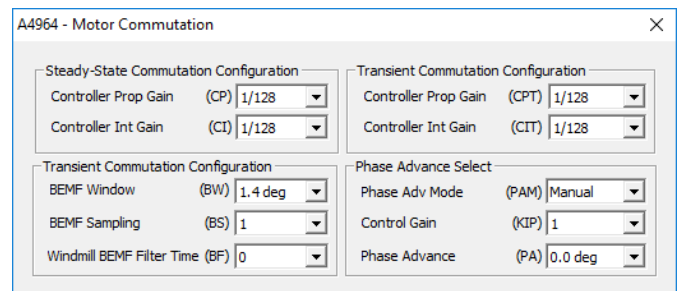 A4964 - Motor Commutation
Steady-State Commutation Configuration
Controller Prop Gain (CP) 1/128
Controller Int Gain (CI) 1/128
Transient Commutation Configuration
Controller Prop Gain (CPT) 1/128
Controller Int Gain (CIT) 1/128
Transient Commutation Configuration
BEMF Window (BW) 1.4 deg
BEMF Sampling (BS) 1
Windmill BEMF Filter Time (BF) 0
Phase Advance Select
Phase Adv Mode (PAM) Manual
Control Gain (KIP) 1
Phase Advance (PA) 0.0 deg